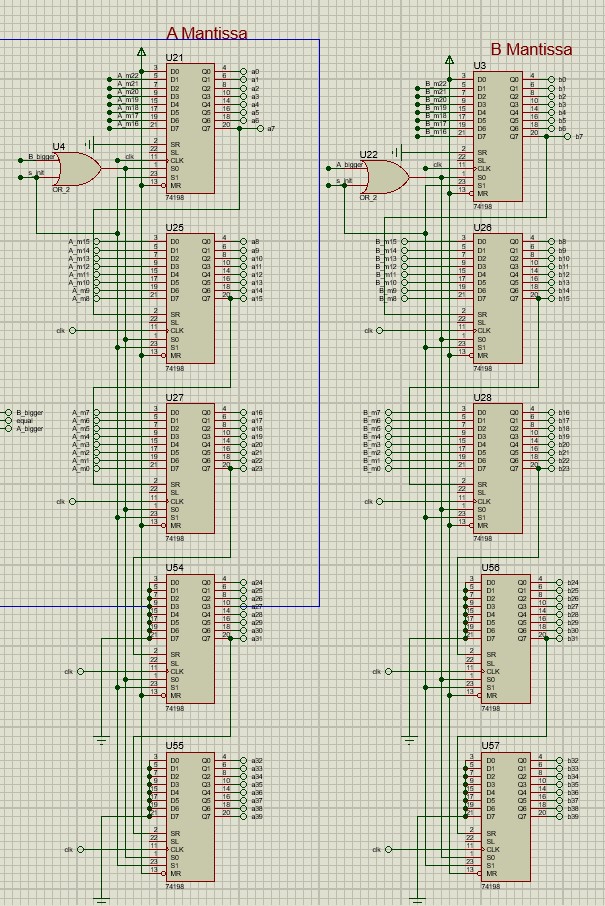 A Mantissa
B Mantissa
U21
A_m22
A_m21
A_m20
A_m19
A_m18
A_m17
A_m16
3 D0 Q0 4 a0
5 D1 Q1 6 a1
7 D2 Q2 8 a2
9 D3 Q3 10 a3
15 D4 Q4 14 a4
17 D5 Q5 16 a5
19 D6 Q6 18 a6
21 D7 Q7 20 a7
2 SR
22 SL
clk 11 CLK
1 S0
23 S1
13 MR
74198
U4
B_bigger
s_init
OR_2
U3
B_m22
B_m21
B_m20
B_m19
B_m18
B_m17
B_m16
3 D0 Q0 4 b0
5 D1 Q1 6 b1
7 D2 Q2 8 b2
9 D3 Q3 10 b3
15 D4 Q4 14 b4
17 D5 Q5 16 b5
19 D6 Q6 18 b6
21 D7 Q7 20 b7
2 SR
22 SL
clk 11 CLK
1 S0
23 S1
13 MR
74198
U22
A_bigger
s_init
OR_2
U25
A_m15 3 D0 Q0 4 a8
A_m14 5 D1 Q1 6 a9
A_m13 7 D2 Q2 8 a10
A_m12 9 D3 Q3 10 a11
A_m11 15 D4 Q4 14 a12
A_m10 17 D5 Q5 16 a13
A_m9 19 D6 Q6 18 a14
A_m8 21 D7 Q7 20 a15
2 SR
22 SL
clk 11 CLK
1 S0
23 S1
13 MR
74198
U26
B_m15 3 D0 Q0 4 b8
B_m14 5 D1 Q1 6 b9
B_m13 7 D2 Q2 8 b10
B_m12 9 D3 Q3 10 b11
B_m11 15 D4 Q4 14 b12
B_m10 17 D5 Q5 16 b13
B_m9 19 D6 Q6 18 b14
B_m8 21 D7 Q7 20 b15
2 SR
22 SL
clk 11 CLK
1 S0
23 S1
13 MR
74198
B_bigger
equal
A_bigger
U27
A_m7 3 D0 Q0 4 a16
A_m6 5 D1 Q1 6 a17
A_m5 7 D2 Q2 8 a18
A_m4 9 D3 Q3 10 a19
A_m3 15 D4 Q4 14 a20
A_m2 17 D5 Q5 16 a21
A_m1 19 D6 Q6 18 a22
A_m0 21 D7 Q7 20 a23
2 SR
22 SL
clk 11 CLK
1 S0
23 S1
13 MR
74198
U28
B_m7 3 D0 Q0 4 b16
B_m6 5 D1 Q1 6 b17
B_m5 7 D2 Q2 8 b18
B_m4 9 D3 Q3 10 b19
B_m3 15 D4 Q4 14 b20
B_m2 17 D5 Q5 16 b21
B_m1 19 D6 Q6 18 b22
B_m0 21 D7 Q7 20 b23
2 SR
22 SL
clk 11 CLK
1 S0
23 S1
13 MR
74198
U54
3 D0 Q0 4 a24
5 D1 Q1 6 a25
7 D2 Q2 8 a26
9 D3 Q3 10 a27
15 D4 Q4 14 a28
17 D5 Q5 16 a29
19 D6 Q6 18 a30
21 D7 Q7 20 a31
2 SR
22 SL
clk 11 CLK
1 S0
23 S1
13 MR
74198
U56
3 D0 Q0 4 b24
5 D1 Q1 6 b25
7 D2 Q2 8 b26
9 D3 Q3 10 b27
15 D4 Q4 14 b28
17 D5 Q5 16 b29
19 D6 Q6 18 b30
21 D7 Q7 20 b31
2 SR
22 SL
clk 11 CLK
1 S0
23 S1
13 MR
74198
U55
3 D0 Q0 4 a32
5 D1 Q1 6 a33
7 D2 Q2 8 a34
9 D3 Q3 10 a35
15 D4 Q4 14 a36
17 D5 Q5 16 a37
19 D6 Q6 18 a38
21 D7 Q7 20 a39
2 SR
22 SL
clk 11 CLK
1 S0
23 S1
13 MR
74198
U57
3 D0 Q0 4 b32
5 D1 Q1 6 b33
7 D2 Q2 8 b34
9 D3 Q3 10 b35
15 D4 Q4 14 b36
17 D5 Q5 16 b37
19 D6 Q6 18 b38
21 D7 Q7 20 b39
2 SR
22 SL
clk 11 CLK
1 S0
23 S1
13 MR
74198